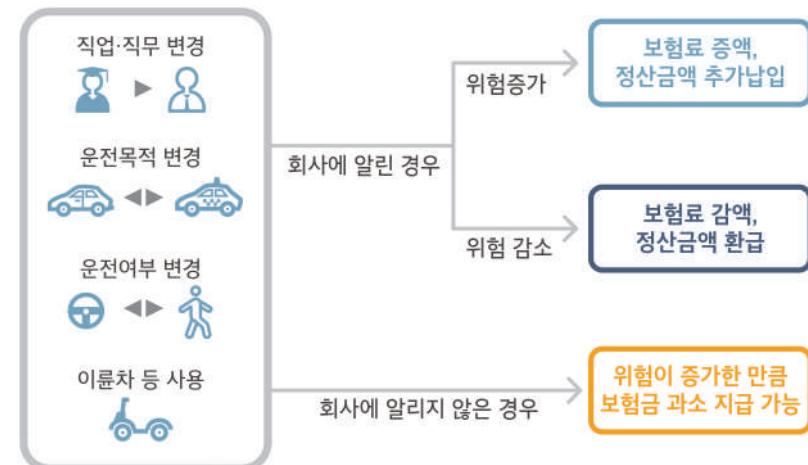 직업·직무 변경
운전목적 변경
운전여부 변경
이륜차 등 사용
회사에 알린 경우
위험증가
보험료 증액,
정산금액 추가납입
위험 감소
보험료 감액,
정산금액 환급
회사에 알리지 않은 경우
위험이 증가한 만큼
보험금 과소 지급 가능